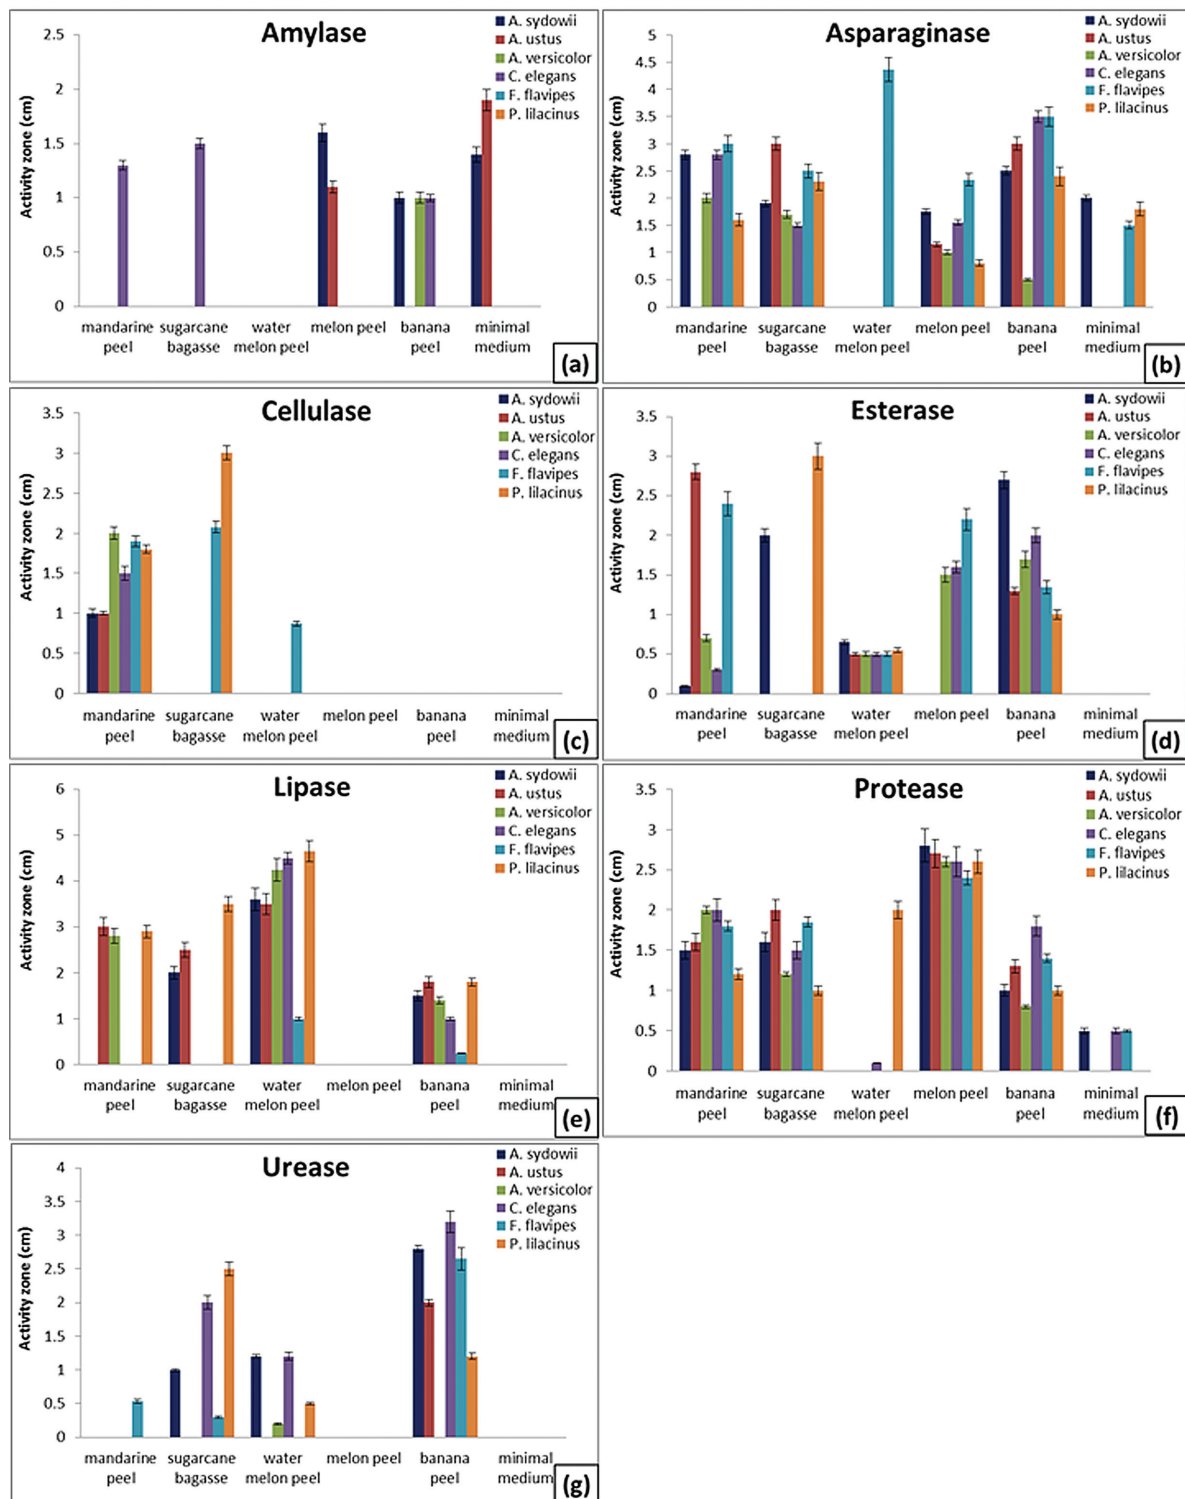 Amylase
Activity zone (cm)
2.5
2
1.5
1
0.5
0
A. sydowii
A. ustus
A. versicolor
C. elegans
F. flavipes
P. lilacinus
mandarine peel
sugarcane bagasse
water melon peel
melon peel
banana peel
minimal medium
(a)
Asparaginase
Activity zone (cm)
5
4.5
4
3.5
3
2.5
2
1.5
1
0.5
0
A. sydowii
A. ustus
A. versicolor
C. elegans
F. flavipes
P. lilacinus
mandarine peel
sugarcane bagasse
water melon peel
melon peel
banana peel
minimal medium
(b)
Cellulase
Activity zone (cm)
3.5
3
2.5
2
1.5
1
0.5
0
A. sydowii
A. ustus
A. versicolor
C. elegans
F. flavipes
P. lilacinus
mandarine peel
sugarcane bagasse
water melon peel
melon peel
banana peel
minimal medium
(c)
Esterase
Activity zone (cm)
3.5
3
2.5
2
1.5
1
0.5
0
A. sydowii
A. ustus
A. versicolor
C. elegans
F. flavipes
P. lilacinus
mandarine peel
sugarcane bagasse
water melon peel
melon peel
banana peel
minimal medium
(d)
Lipase
Activity zone (cm)
6
5
4
3
2
1
0
A. sydowii
A. ustus
A. versicolor
C. elegans
F. flavipes
P. lilacinus
mandarine peel
sugarcane bagasse
water melon peel
melon peel
banana peel
minimal medium
(e)
Protease
Activity zone (cm)
3.5
3
2.5
2
1.5
1
0.5
0
A. sydowii
A. ustus
A. versicolor
C. elegans
F. flavipes
P. lilacinus
mandarine peel
sugarcane bagasse
water melon peel
melon peel
banana peel
minimal medium
(f)
Urease
Activity zone (cm)
4
3.5
3
2.5
2
1.5
1
0.5
0
A. sydowii
A. ustus
A. versicolor
C. elegans
F. flavipes
P. lilacinus
mandarine peel
sugarcane bagasse
water melon peel
melon peel
banana peel
minimal medium
(g)